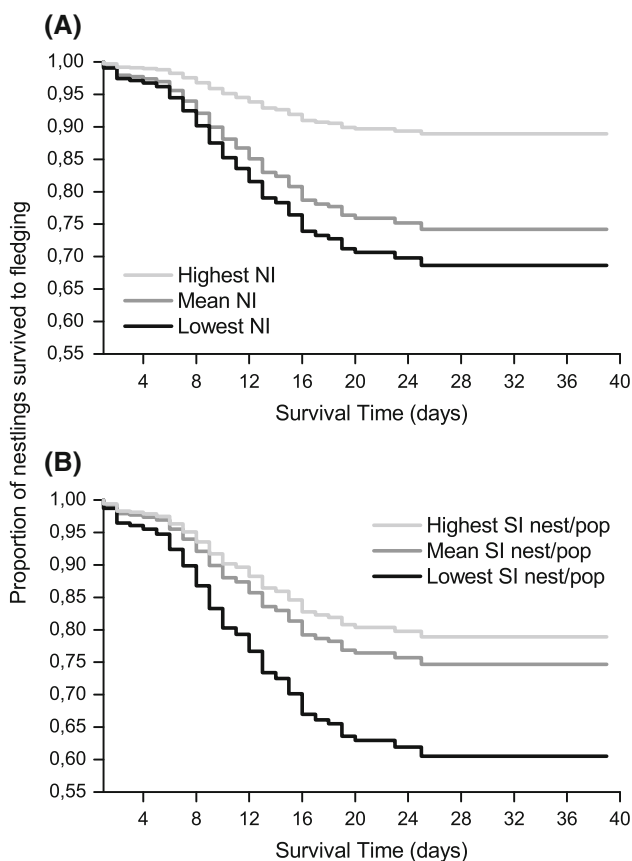 (A)
1,00
0,95
0,90
0,85
0,80
0,75
0,70
0,65
0,60
0,55
Highest NI
Mean NI
Lowest NI
4 8 12 16 20 24 28 32 36 40
Survival Time (days)
Proportion of nestlings survived to fledging
(B)
1,00
0,95
0,90
0,85
0,80
0,75
0,70
0,65
0,60
0,55
Highest SI nest/pop
Mean SI nest/pop
Lowest SI nest/pop
4 8 12 16 20 24 28 32 36 40
Survival Time (days)